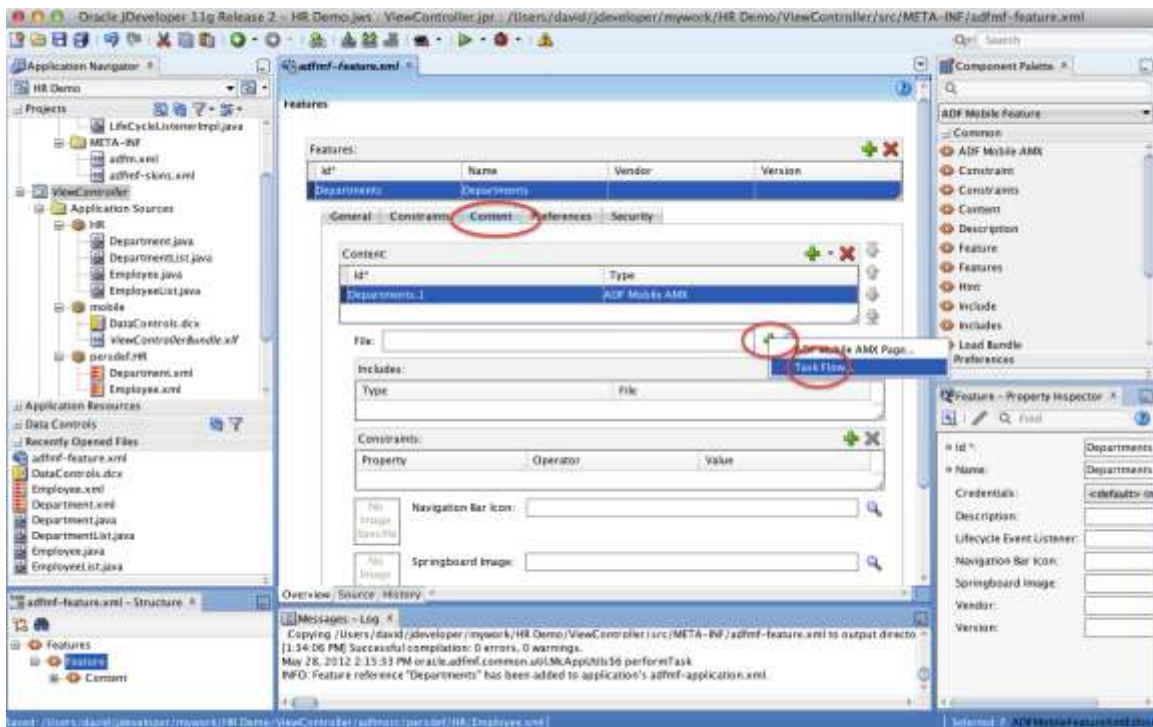 Oracle JDeveloper 11g Release 2 - HR Demo.jws : ViewController.jpr : /Users/david/jdeveloper/mywork/HR Demo/ViewController/src/META-INF/adfmf-feature.xml
Search
Application Navigator
HR Demo
Projects
LifeCycleListenerImpl.java
META-INF
adfm.xml
adfmf-skins.xml
ViewController
Application Sources
HR
Department.java
DepartmentList.java
Employee.java
EmployeeList.java
mobile
DataControls.dcx
ViewControllerBundle.xlf
persdef.HR
Department.xml
Employee.xml
Application Resources
Data Controls
Recently Opened Files
adfmf-feature.xml
DataControls.dcx
Employee.xml
Department.xml
Department.java
DepartmentList.java
Employee.java
EmployeeList.java
adfmf-feature.xml - Structure
Features
Feature
Content
adfmf-feature.xml
Features
Features:
Id* Name Vendor Version
Departments Departments
General Constraints Content Preferences Security
Content:
Id* Type
Departments.1 ADF Mobile AMX
File:
ADF Mobile AMX Page...
Task Flow...
Includes:
Type File
Constraints:
Property Operator Value
No Image Specifie
Navigation Bar Icon:
No Image
Springboard Image:
Overview Source History
Messages - Log
Copying /Users/david/jdeveloper/mywork/HR Demo/ViewController/src/META-INF/adfmf-feature.xml to output directo
[1:34:06 PM] Successful compilation: 0 errors, 0 warnings.
May 28, 2012 2:15:33 PM oracle.adfmf.common.util.McAppUtils$6 performTask
INFO: Feature reference "Departments" has been added to application's adfmf-application.xml.
Component Palette
ADF Mobile Feature
Common
ADF Mobile AMX
Constraint
Constraints
Content
Description
Feature
Features
Hint
Include
Includes
Load Bundle
Preferences
Feature - Property Inspector
Find
Id *: Departments
Name: Departments
Credentials: <default> 
Description:
Lifecycle Event Listener:
Navigation Bar Icon:
Springboard Image:
Vendor:
Version: